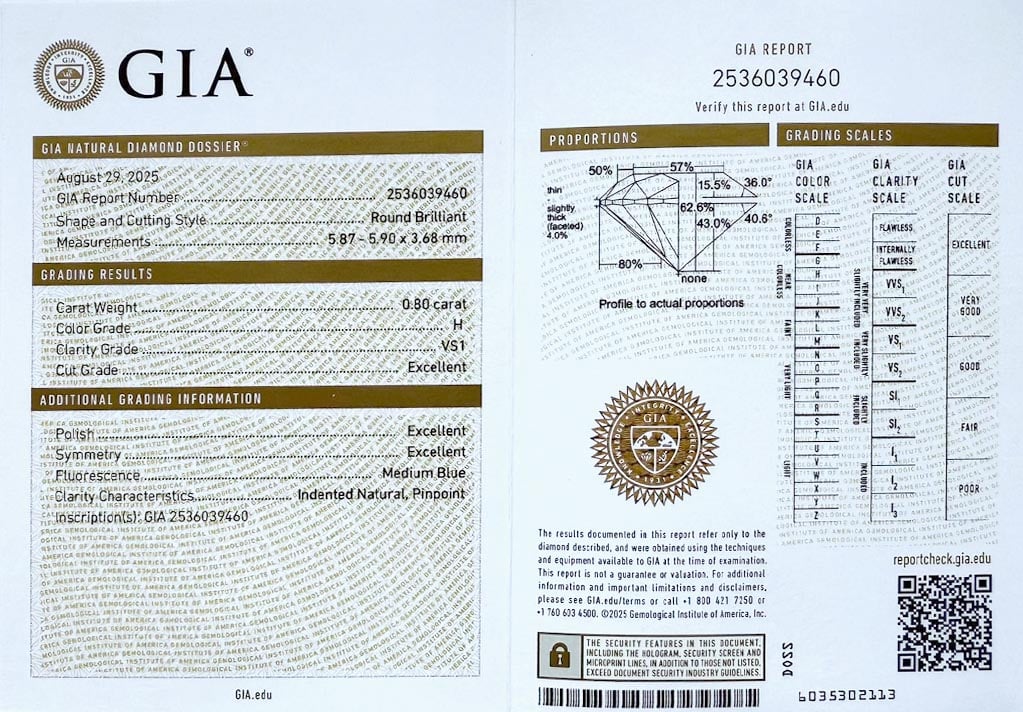 GIA®
GIA NATURAL DIAMOND DOSSIER®
August 29, 2025
GIA Report Number 2536039460
Shape and Cutting Style Round Brilliant
Measurements 5.87 - 5.90 x 3.68 mm
GRADING RESULTS
Carat Weight 0.80 carat
Color Grade H
Clarity Grade VS1
Cut Grade Excellent
ADDITIONAL GRADING INFORMATION
Polish Excellent
Symmetry Excellent
Fluorescence Medium Blue
Clarity Characteristics Indented Natural, Pinpoint
Inscription(s): GIA 2536039460
GIA.edu
GIA REPORT
2536039460
Verify this report at GIA.edu
PROPORTIONS
50%
57%
thin
15.5%
36.0°
slightly
thick
(faceted)
4.0%
62.6%
43.0%
40.6°
80%
none
Profile to actual proportions
INTEGRITY
GIA
1931
The results documented in this report refer only to the
diamond described, and were obtained using the techniques
and equipment available to GIA at the time of examination.
This report is not a guarantee or valuation. For additional
information and important limitations and disclaimers,
please see GIA.edu/terms or call +1 800 421 7250 or
+1 760 603 4500. ©2025 Gemological Institute of America, Inc.
THE SECURITY FEATURES IN THIS DOCUMENT,
INCLUDING THE HOLOGRAM, SECURITY SCREEN AND
MICROPRINT LINES, IN ADDITION TO THOSE NOT LISTED,
EXCEED DOCUMENT SECURITY INDUSTRY GUIDELINES.
GRADING SCALES
GIA
COLOR
SCALE
COLORLESS
D
E
F
NEAR COLORLESS
G
H
I
J
FAINT
K
L
M
VERY LIGHT
N
O
P
Q
R
LIGHT
S
T
U
V
W
X
Y
Z
GIA
CLARITY
SCALE
FLAWLESS
INTERNALLY
FLAWLESS
VERY VERY
SLIGHTLY INCLUDED
VVS1
VVS2
VERY SLIGHTLY
INCLUDED
VS1
VS2
SLIGHTLY
INCLUDED
SI1
SI2
INCLUDED
I1
I2
I3
GIA
CUT
SCALE
EXCELLENT
VERY
GOOD
GOOD
FAIR
POOR
reportcheck.gia.edu
6035302113